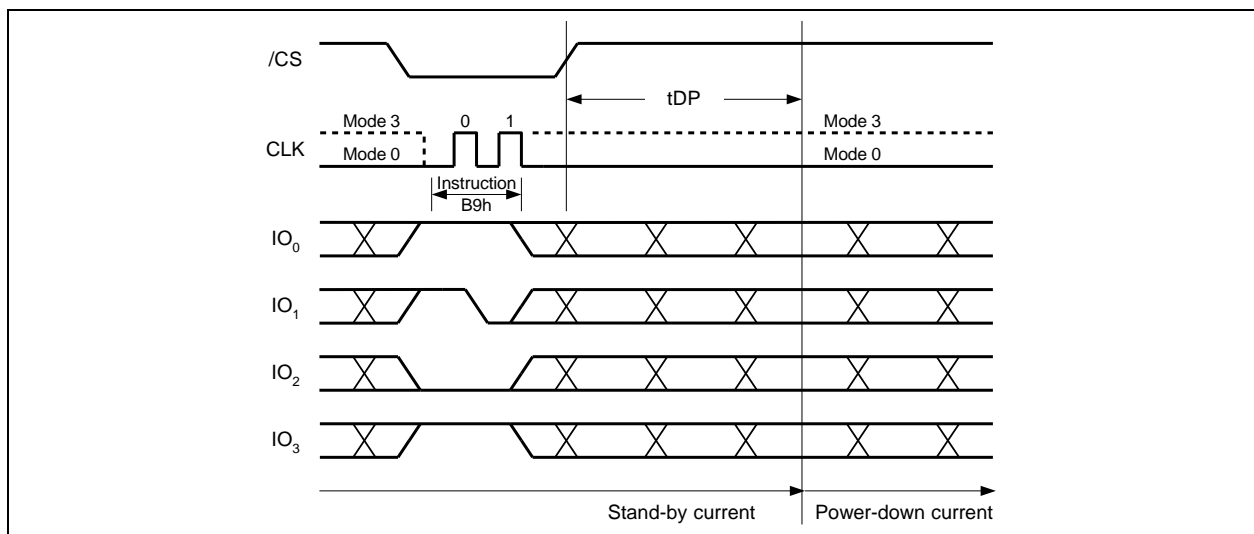 /CS
tDP
Mode 3 0 1 Mode 3
CLK
Mode 0 Mode 0
Instruction
B9h
IO0
IO1
IO2
IO3
Stand-by current Power-down current